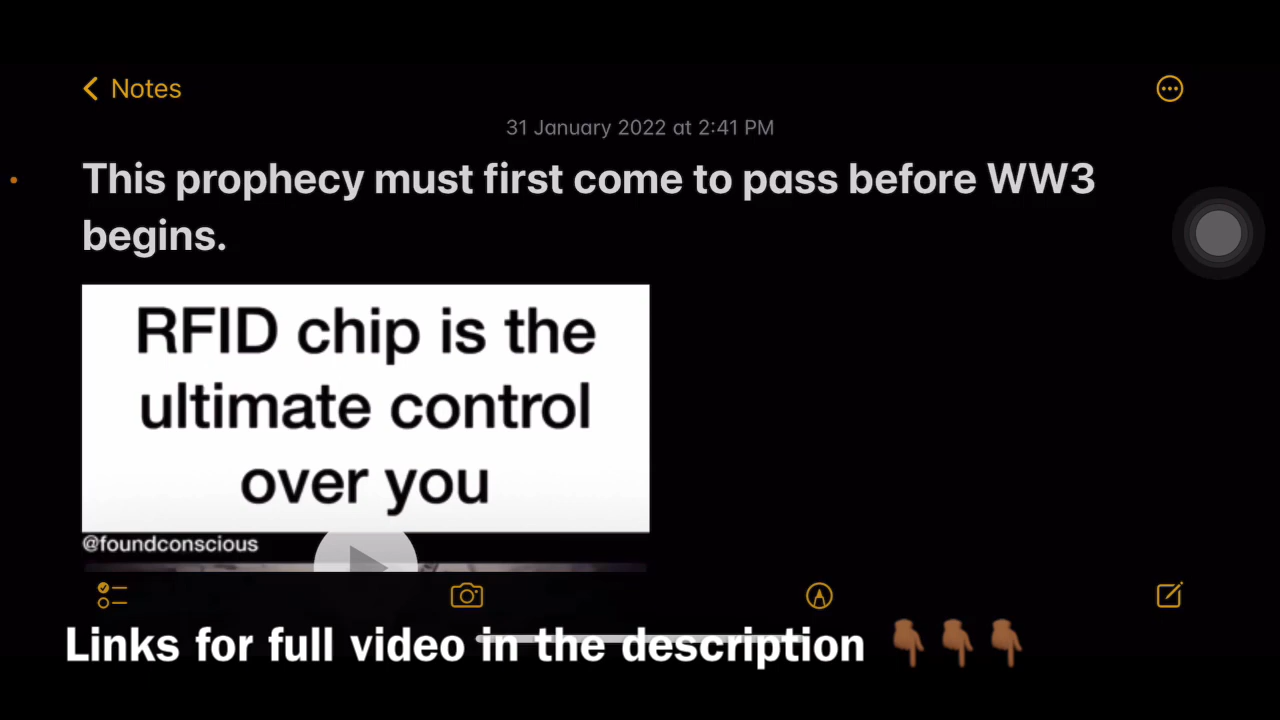 Notes
31 January 2022 at 2:41 PM
This prophecy must first come to pass before WW3
begins.
RFID chip is the
ultimate control
over you
@foundconscious
Links for full video in the description 👇🏾👇🏾👇🏾